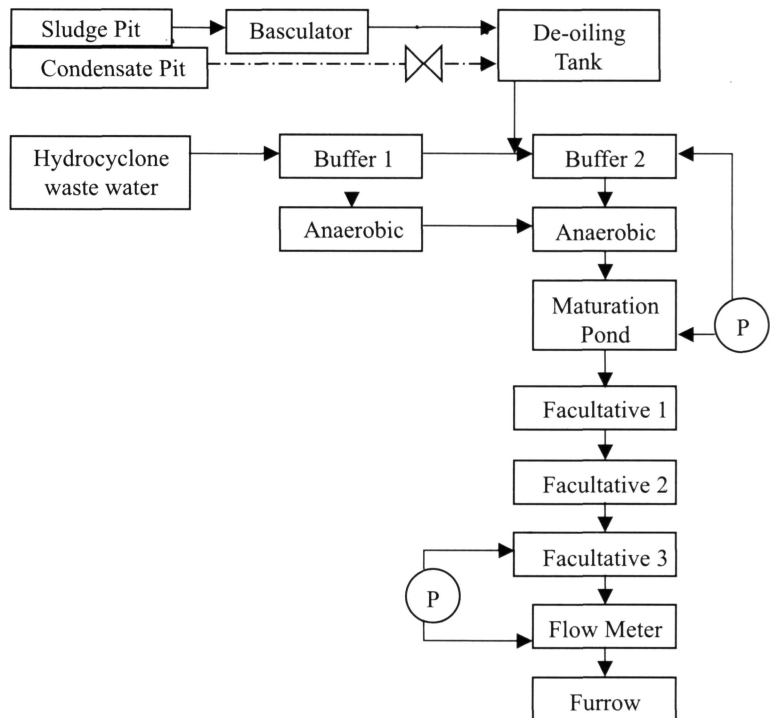 Sludge Pit
Basculator
De-oiling
Tank
Condensate Pit
Hydrocyclone
waste water
Buffer 1
Buffer 2
Anaerobic
Anaerobic
Maturation
Pond
P
Facultative 1
Facultative 2
Facultative 3
P
Flow Meter
Furrow